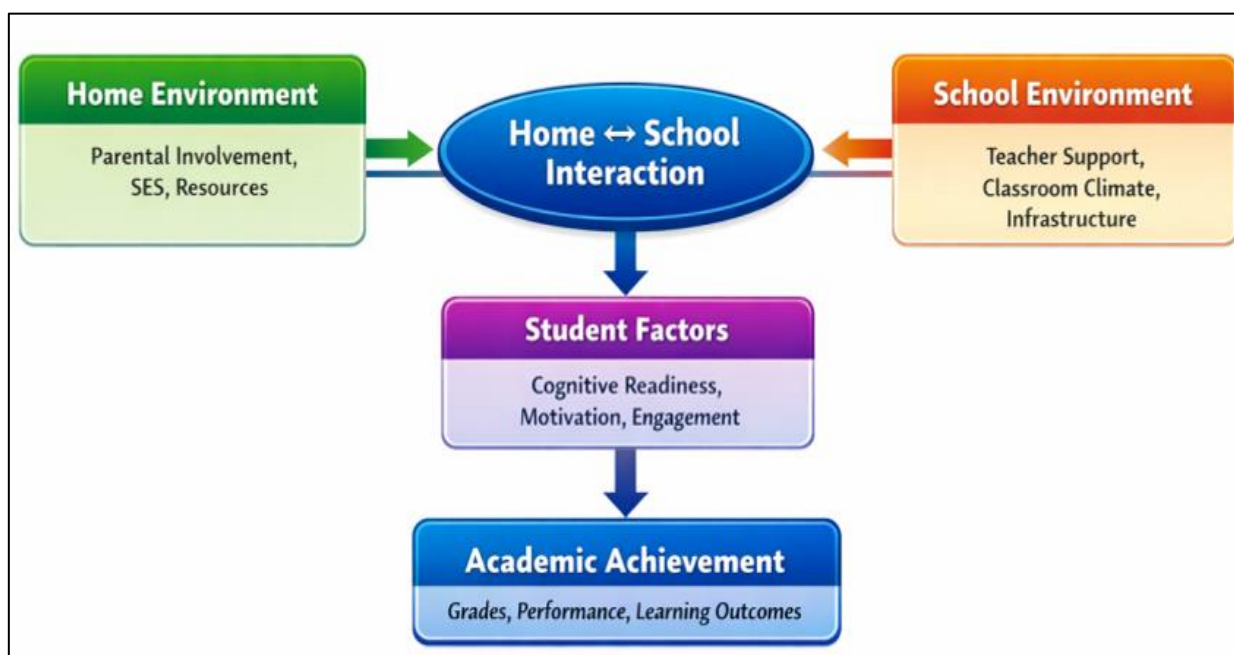 Home Environment
Parental Involvement,
SES, Resources
Home ↔ School
Interaction
School Environment
Teacher Support,
Classroom Climate,
Infrastructure
Student Factors
Cognitive Readiness,
Motivation, Engagement
Academic Achievement
Grades, Performance, Learning Outcomes